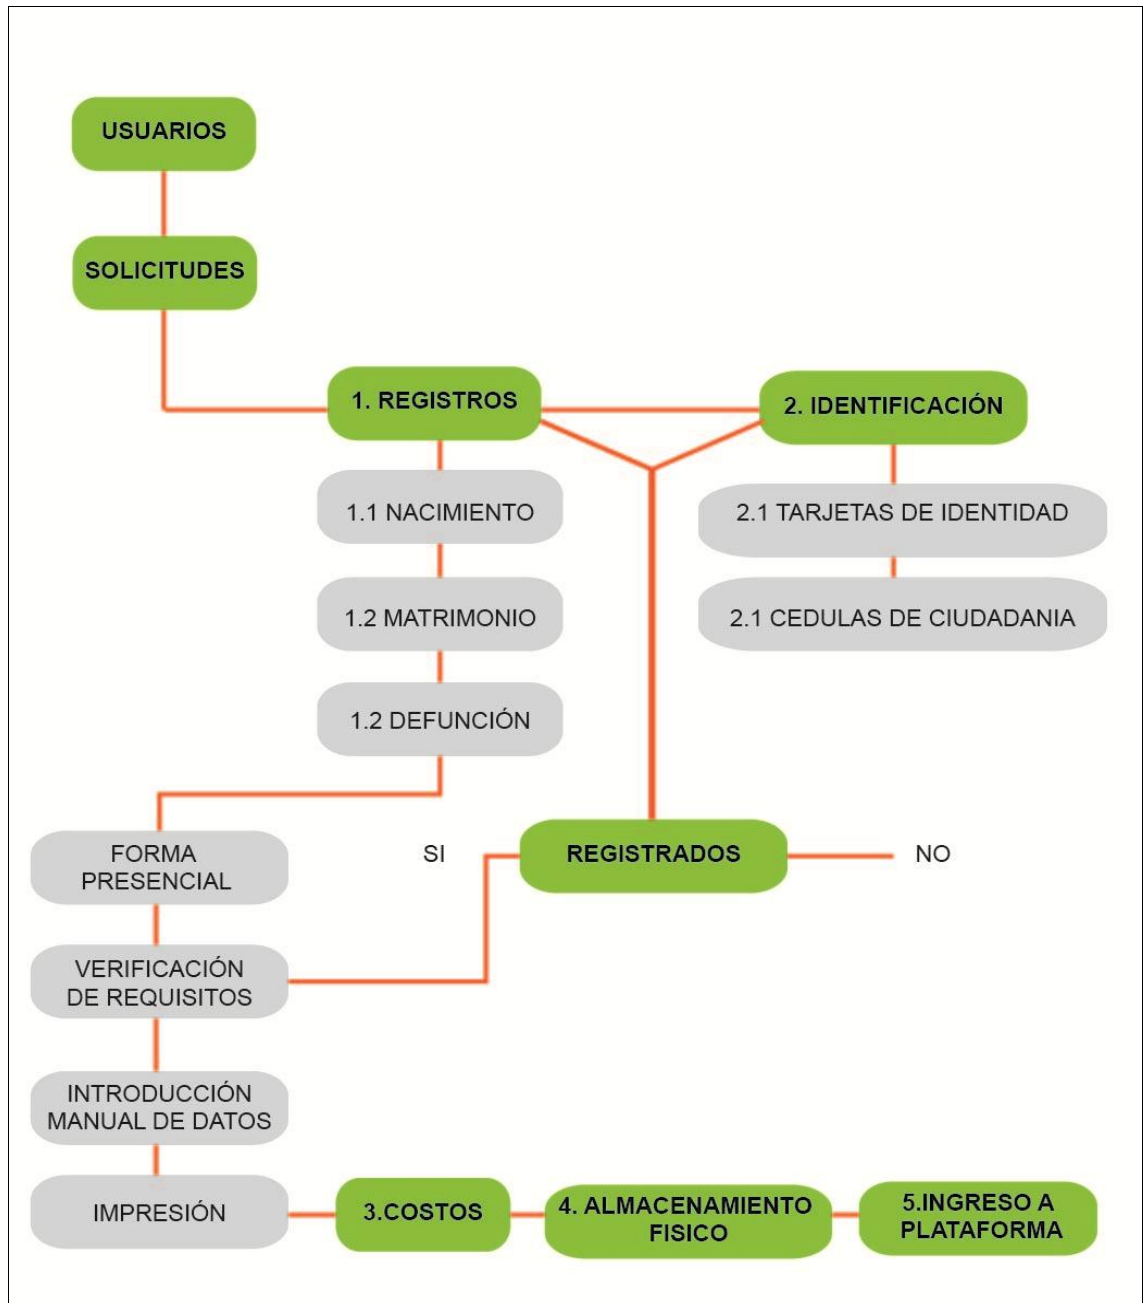 USUARIOS
SOLICITUDES
1. REGISTROS
2. IDENTIFICACIÓN
1.1 NACIMIENTO
2.1 TARJETAS DE IDENTIDAD
1.2 MATRIMONIO
2.1 CEDULAS DE CIUDADANIA
1.2 DEFUNCIÓN
FORMA
PRESENCIAL
SI
REGISTRADOS
NO
VERIFICACIÓN
DE REQUISITOS
INTRODUCCIÓN
MANUAL DE DATOS
IMPRESIÓN
3.COSTOS
4. ALMACENAMIENTO
FISICO
5.INGRESO A
PLATAFORMA